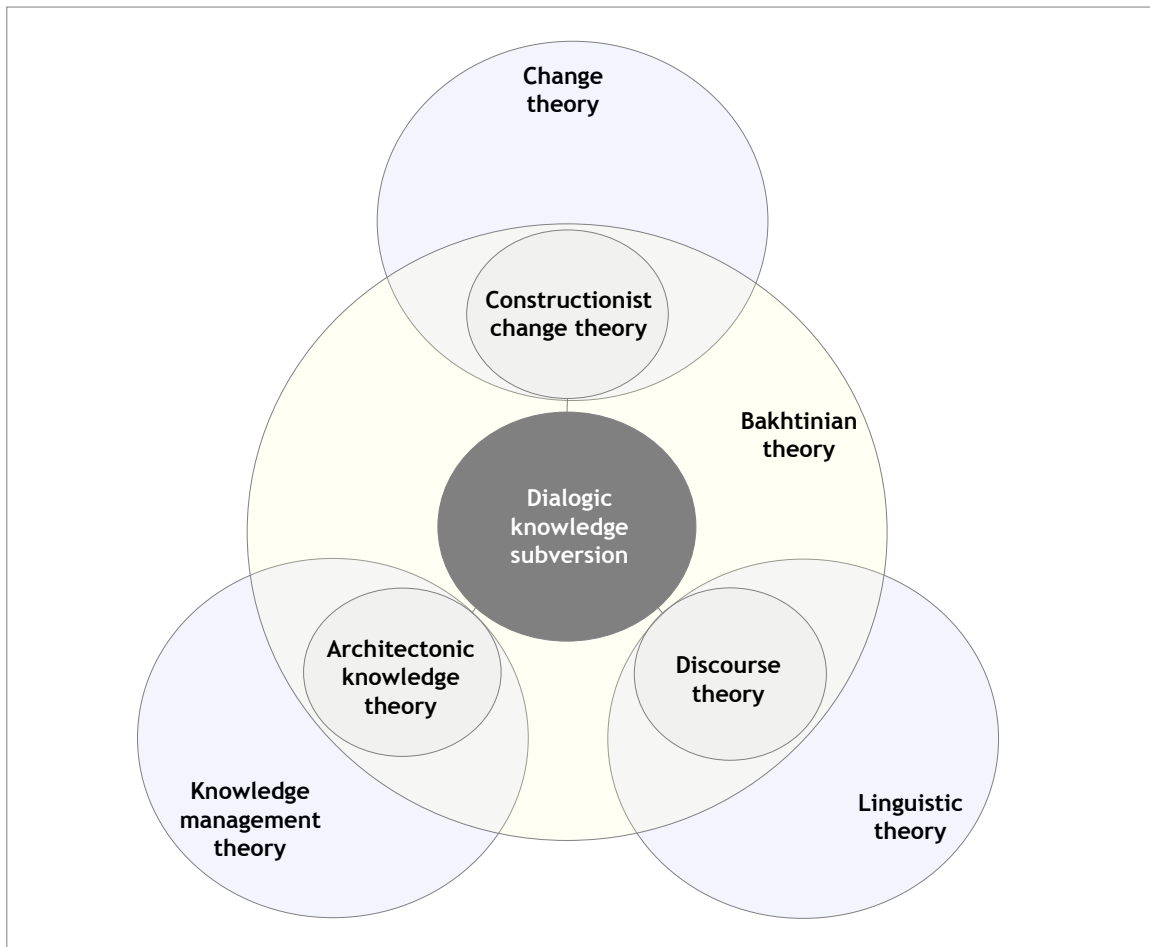 Change
theory
Constructionist
change theory
Bakhtinian
theory
Dialogic
knowledge
subversion
Architectonic
knowledge
theory
Discourse
theory
Knowledge
management
theory
Linguistic
theory